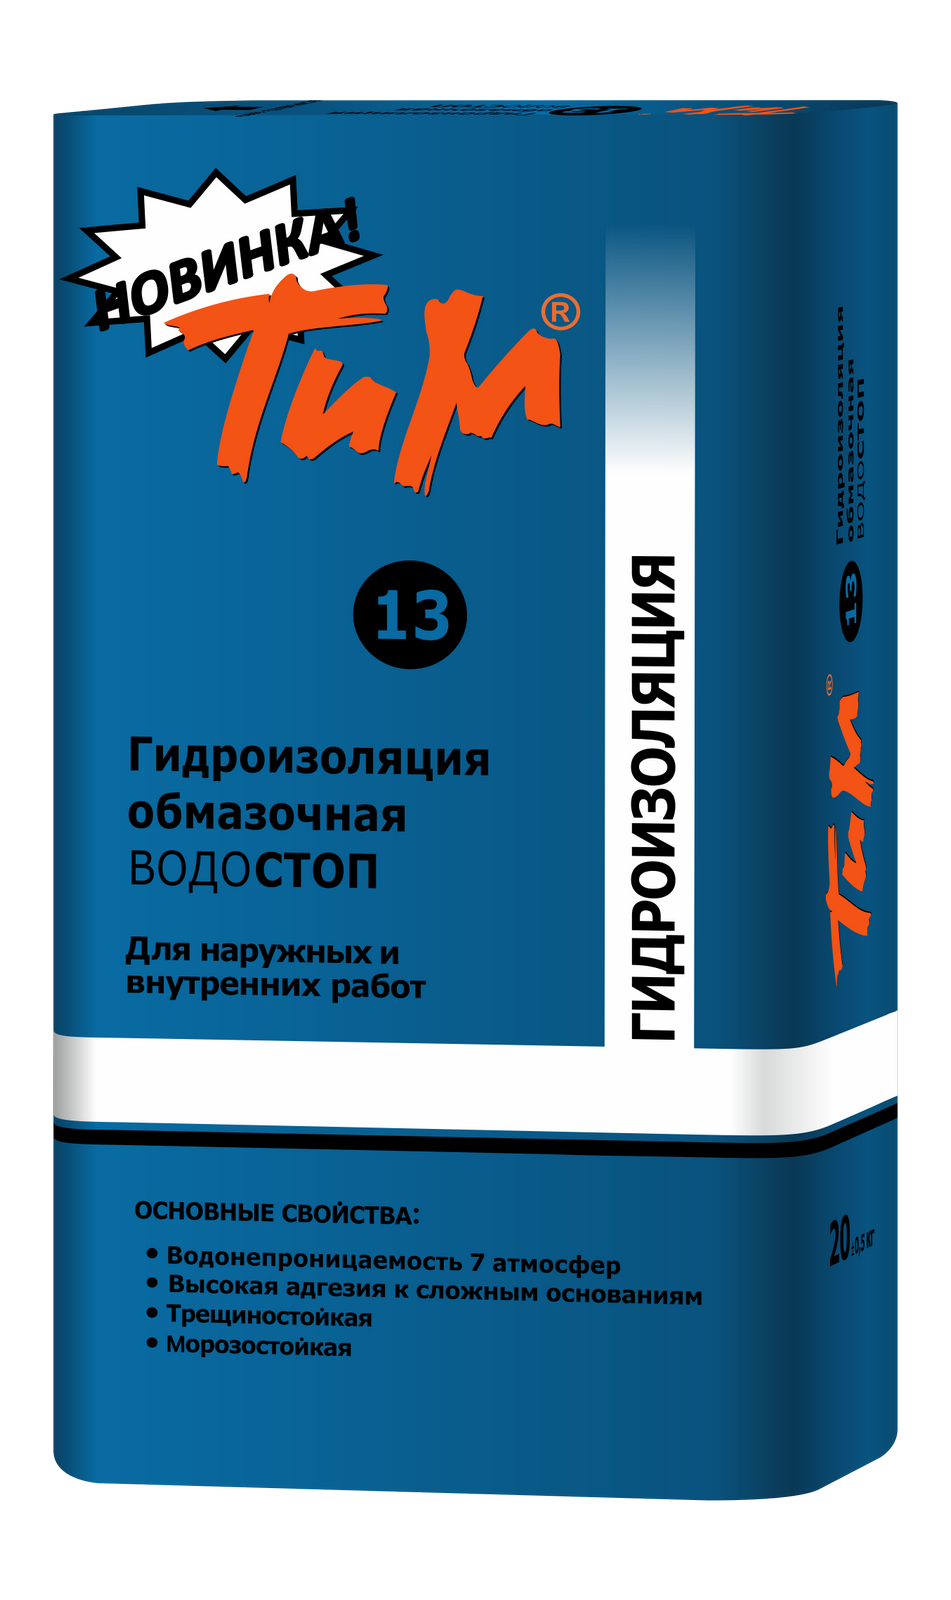 НОВИНКА!
ТиМ®
13
Гидроизоляция
обмазочная
ВОДОСТОП
Для наружных и
внутренних работ
ГИДРОИЗОЛЯЦИЯ
ОСНОВНЫЕ СВОЙСТВА:
• Водонепроницаемость 7 атмосфер
• Высокая адгезия к сложным основаниям
• Трещиностойкая
• Морозостойкая
Гидроизоляция
обмазочная
ВОДОСТОП
13
ТиМ®
20±0,5 кг